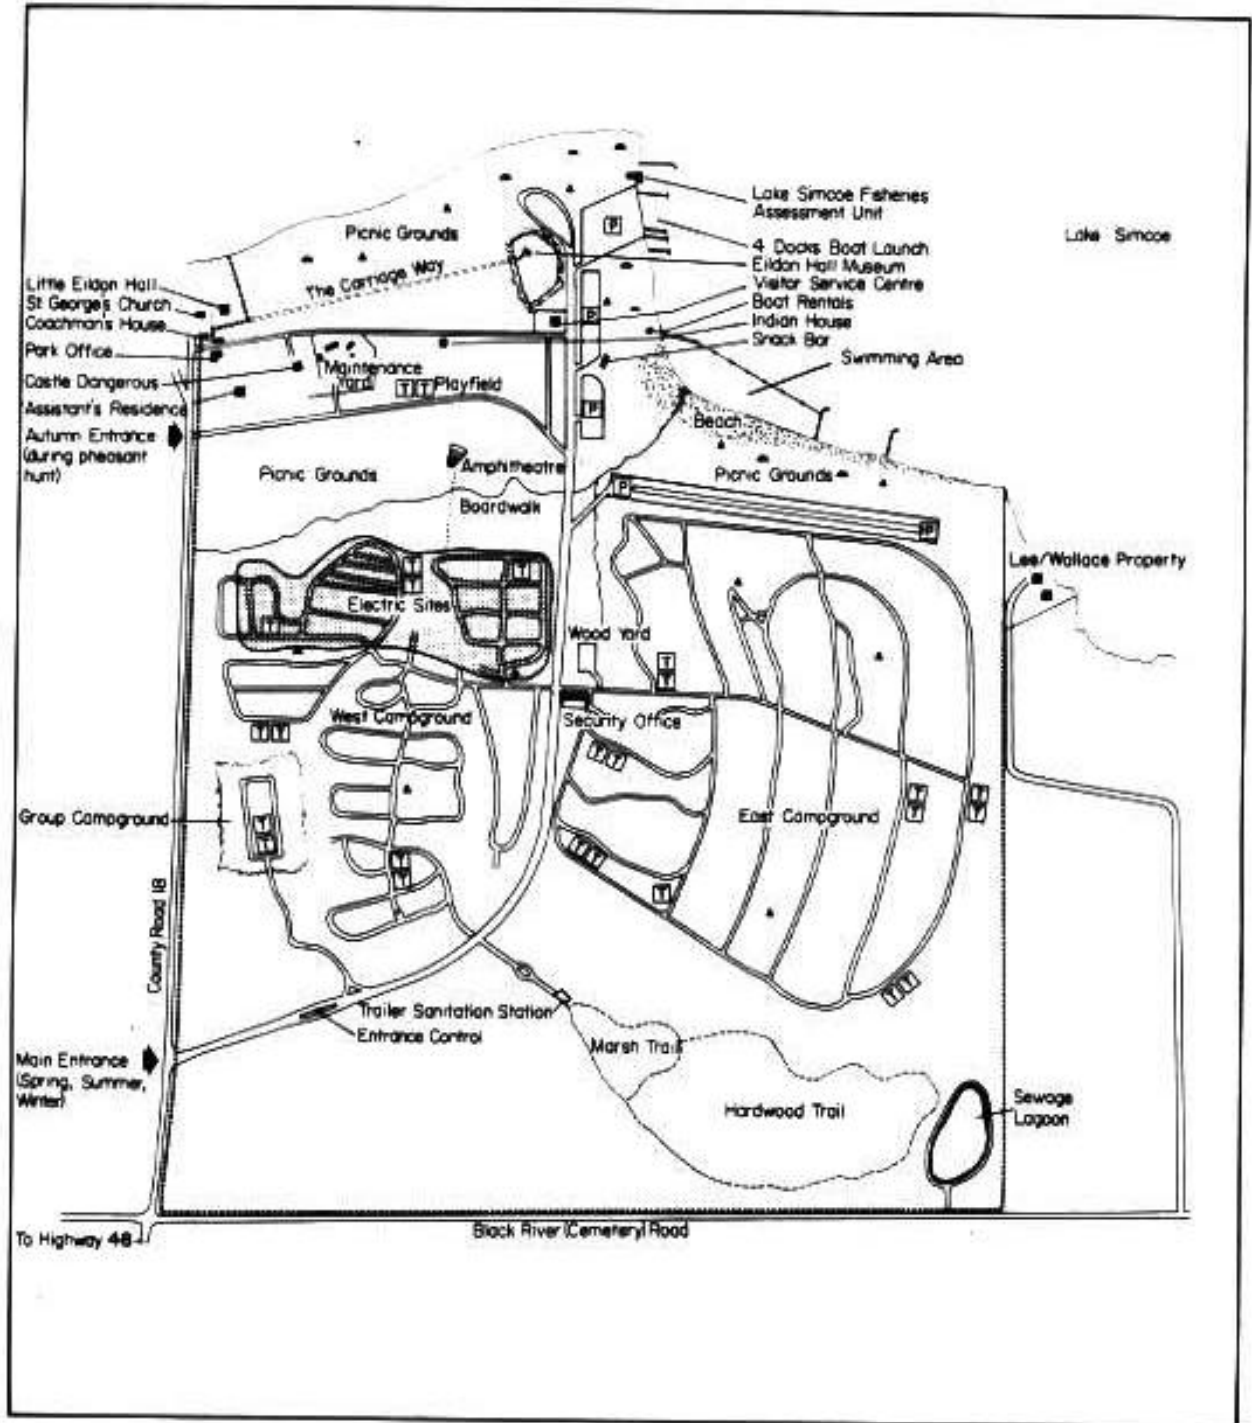 Lake Simcoe Fisheries
Assessment Unit
Lake Simcoe
Picnic Grounds
4 Docks Boat Launch
Eildon Hall Museum
The Carriage Way
Visitor Service Centre
Little Eildon Hall
St George's Church
Boat Rentals
Coachman's House
Indian House
Snack Bar
Park Office
Swimming Area
Maintenance
Yard
Castle Dangerous
Playfield
Assistant's Residence
Beach
Autumn Entrance
(during pheasant
hunt)
Amphitheatre
Picnic Grounds
Picnic Grounds
Boardwalk
Lee/Wallace Property
Electric Sites
Wood Yard
West Campground
Security Office
Group Campground
East Campground
County Road 18
Trailer Sanitation Station
Entrance Control
Marsh Trail
Main Entrance
(Spring, Summer,
Winter)
Hardwood Trail
Sewage
Lagoon
Black River (Cemetery) Road
To Highway 48
P
P
P
P
P
T T
T
T
T
T
T
T
T T
T
T
T
T
T
T
T T
T T
T
T
T
T
T
T T